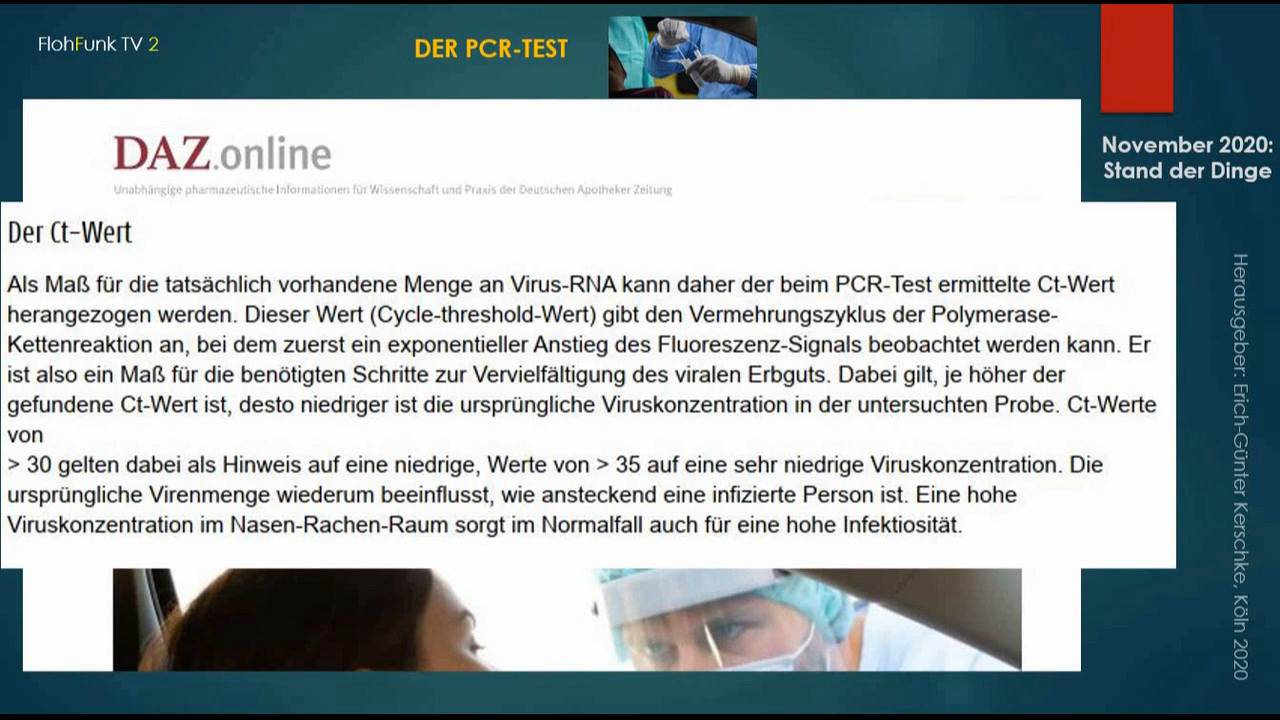 FlohFunk TV 2
DER PCR-TEST
DAZ.online
Unabhängige pharmazeutische Informationen für Wissenschaft und Praxis der Deutschen Apotheker Zeitung
November 2020:
Stand der Dinge
Der Ct-Wert
Als Maß für die tatsächlich vorhandene Menge an Virus-RNA kann daher der beim PCR-Test ermittelte Ct-Wert
herangezogen werden. Dieser Wert (Cycle-threshold-Wert) gibt den Vermehrungszyklus der Polymerase-
Kettenreaktion an, bei dem zuerst ein exponentieller Anstieg des Fluoreszenz-Signals beobachtet werden kann. Er
ist also ein Maß für die benötigten Schritte zur Vervielfältigung des viralen Erbguts. Dabei gilt, je höher der
gefundene Ct-Wert ist, desto niedriger ist die ursprüngliche Viruskonzentration in der untersuchten Probe. Ct-Werte
von
> 30 gelten dabei als Hinweis auf eine niedrige, Werte von > 35 auf eine sehr niedrige Viruskonzentration. Die
ursprüngliche Virenmenge wiederum beeinflusst, wie ansteckend eine infizierte Person ist. Eine hohe
Viruskonzentration im Nasen-Rachen-Raum sorgt im Normalfall auch für eine hohe Infektiosität.
Herausgeber: Erich-Günter Kerschke, Köln 2020